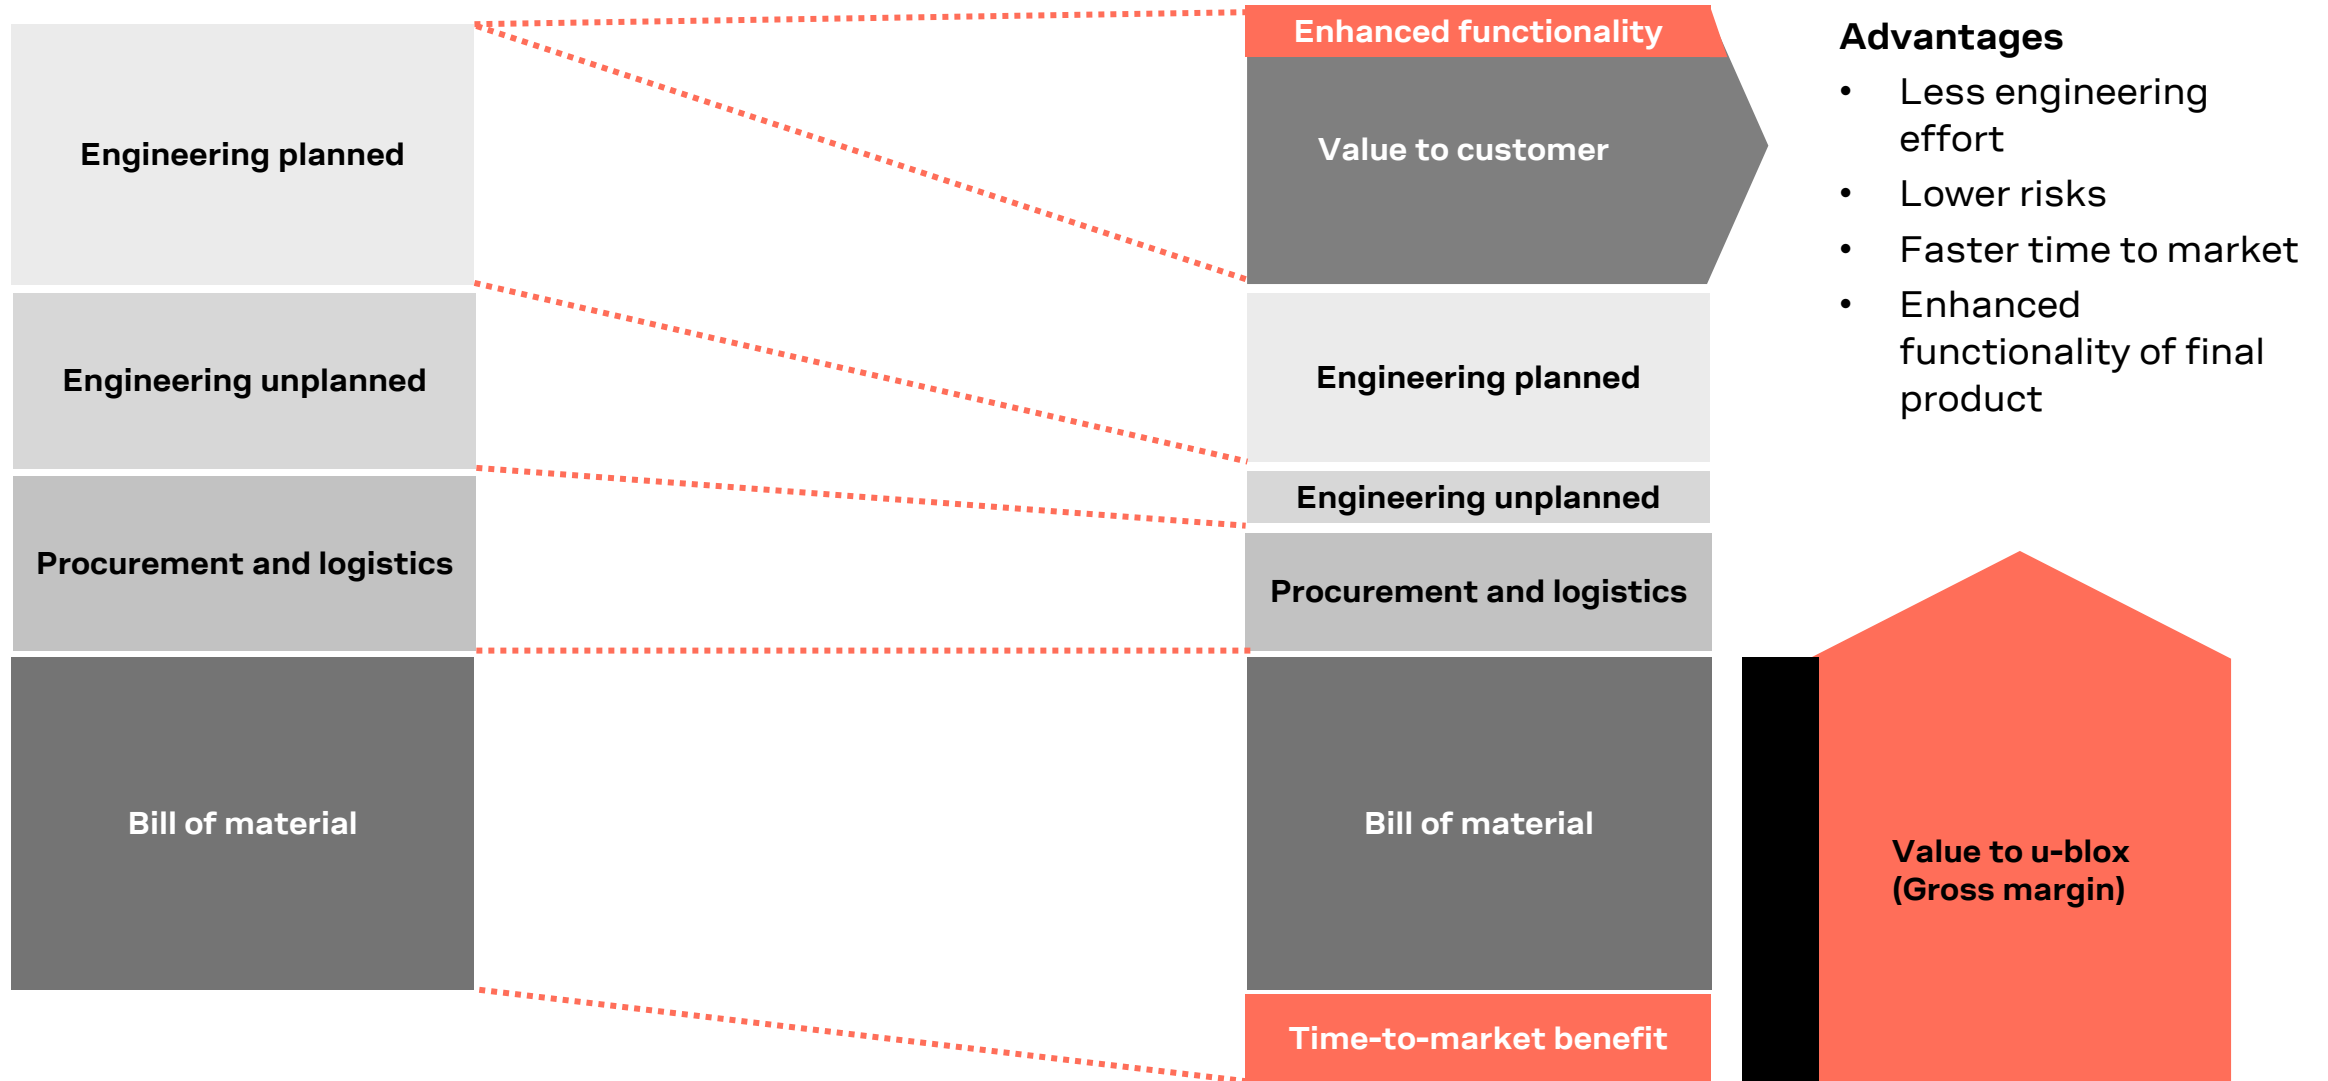 Engineering planned
Engineering unplanned
Procurement and logistics
Bill of material
Enhanced functionality
Value to customer
Engineering planned
Engineering unplanned
Procurement and logistics
Bill of material
Time-to-market benefit
Advantages
• Less engineering
effort
• Lower risks
• Faster time to market
• Enhanced
functionality of final
product
Value to u-blox
(Gross margin)